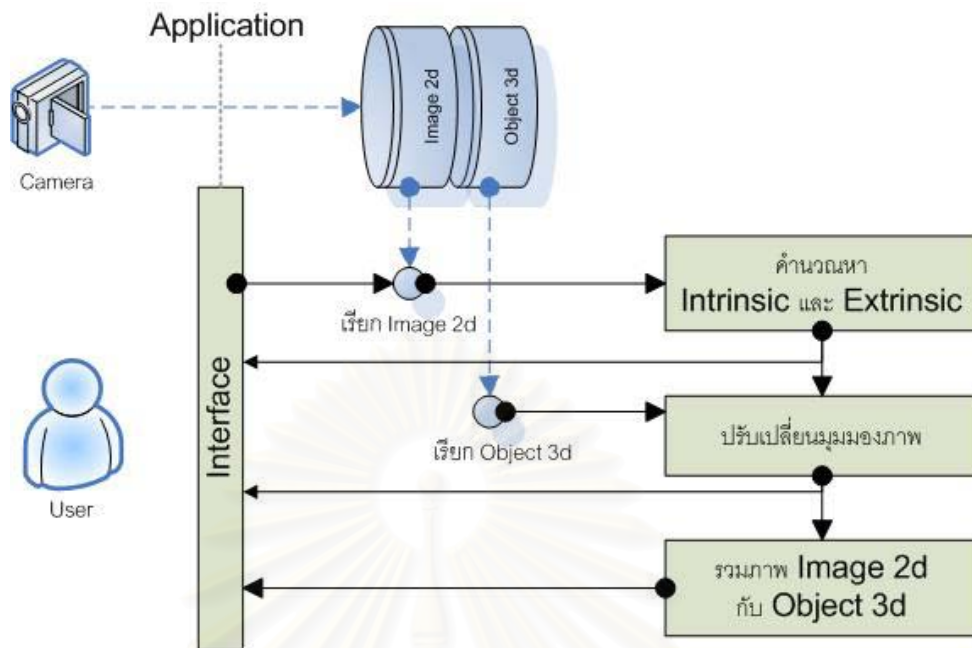 Application
Image 2d
Object 3d
Camera
คำนวณหา
Intrinsic และ Extrinsic
เรียก Image 2d
Interface
ปรับเปลี่ยนมุมมองภาพ
เรียก Object 3d
User
รวมภาพ Image 2d
กับ Object 3d